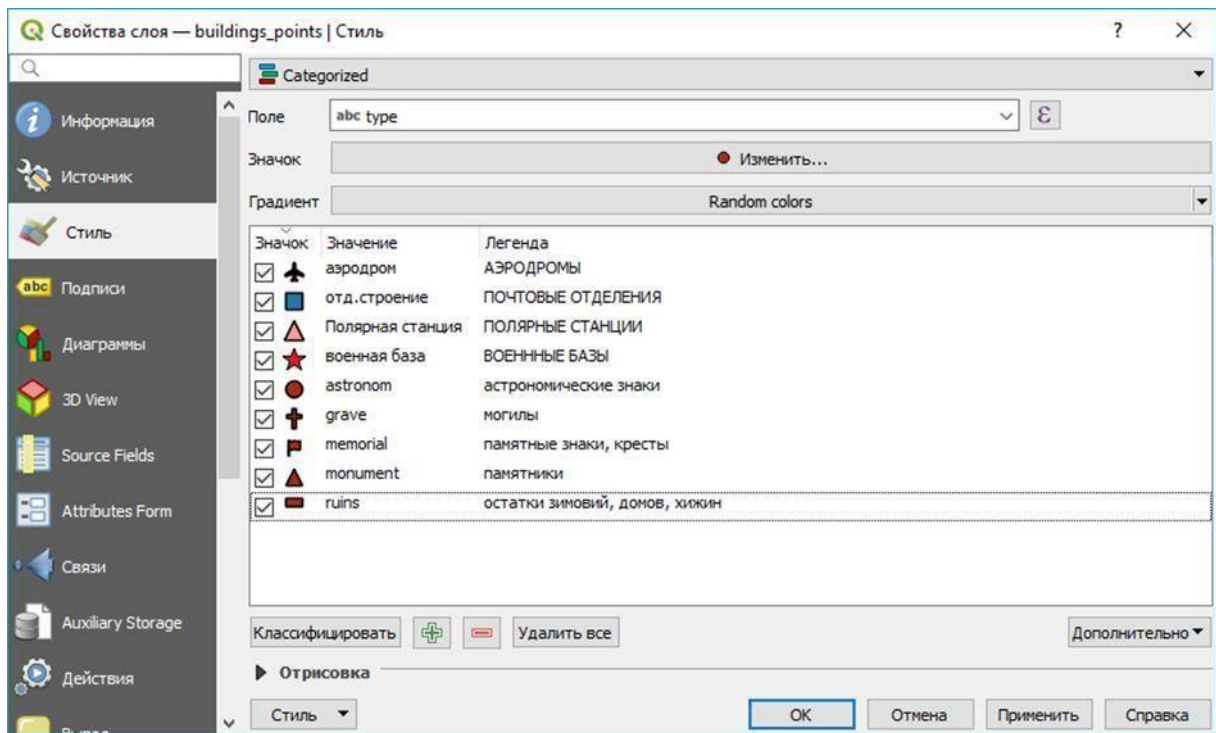 Свойства слоя — buildings_points | Стиль
Categorized
Информация
Поле abc type ε
Значок Изменить...
Источник
Градиент Random colors
Стиль
Значок Значение Легенда
аэродром АЭРОДРОМЫ
abc Подписи
отд.строение ПОЧТОВЫЕ ОТДЕЛЕНИЯ
Полярная станция ПОЛЯРНЫЕ СТАНЦИИ
Диаграммы
военная база ВОЕНННЫЕ БАЗЫ
astronom астрономические знаки
3D View
grave могилы
memorial памятные знаки, кресты
Source Fields
monument памятники
ruins остатки зимовий, домов, хижин
Attributes Form
Связи
Auxiliary Storage
Классифицировать Удалить все Дополнительно
Действия
Отрисовка
Стиль OK Отмена Применить Справка